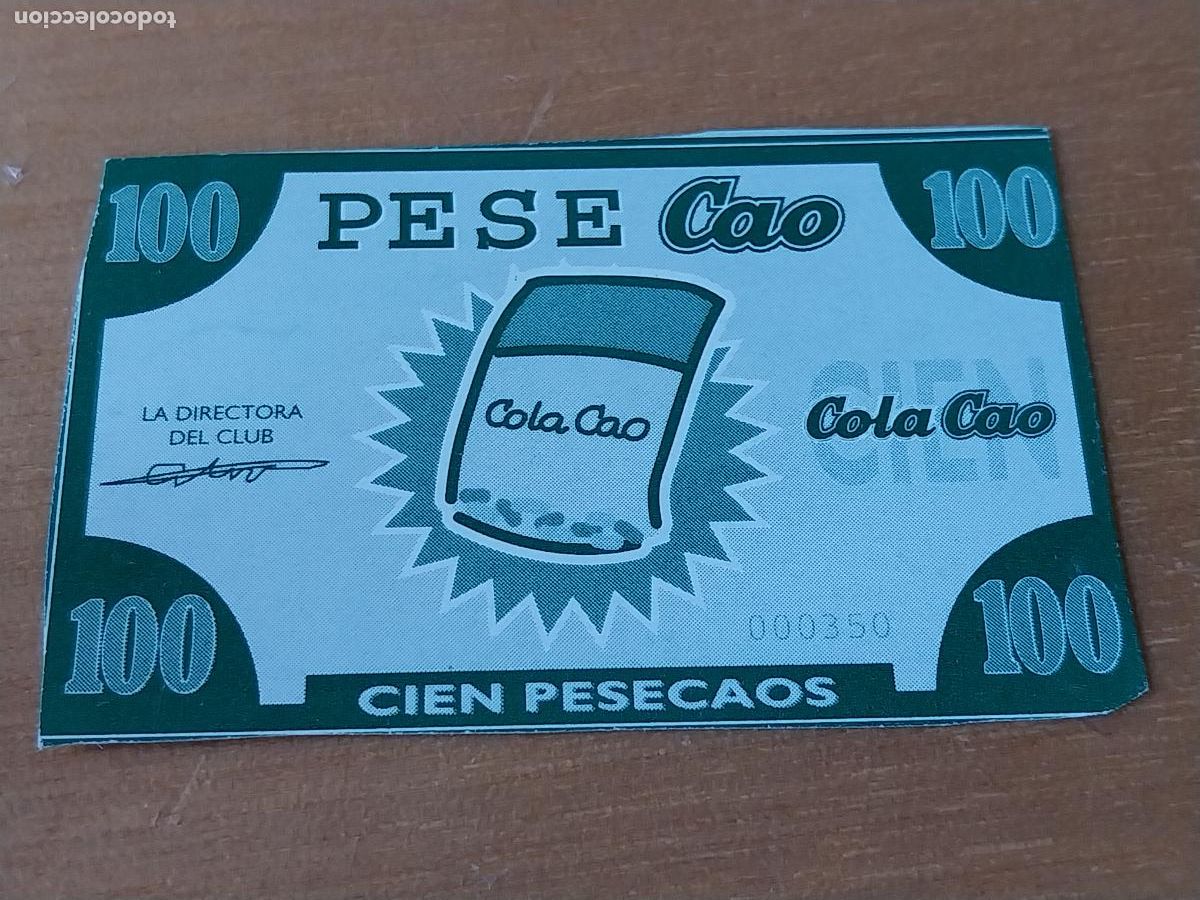 todocoleccion
100 PESE Cao 100
Cola Cao
CIEN
LA DIRECTORA
DEL CLUB
Cola Cao
000350
100 100
CIEN PESECAOS